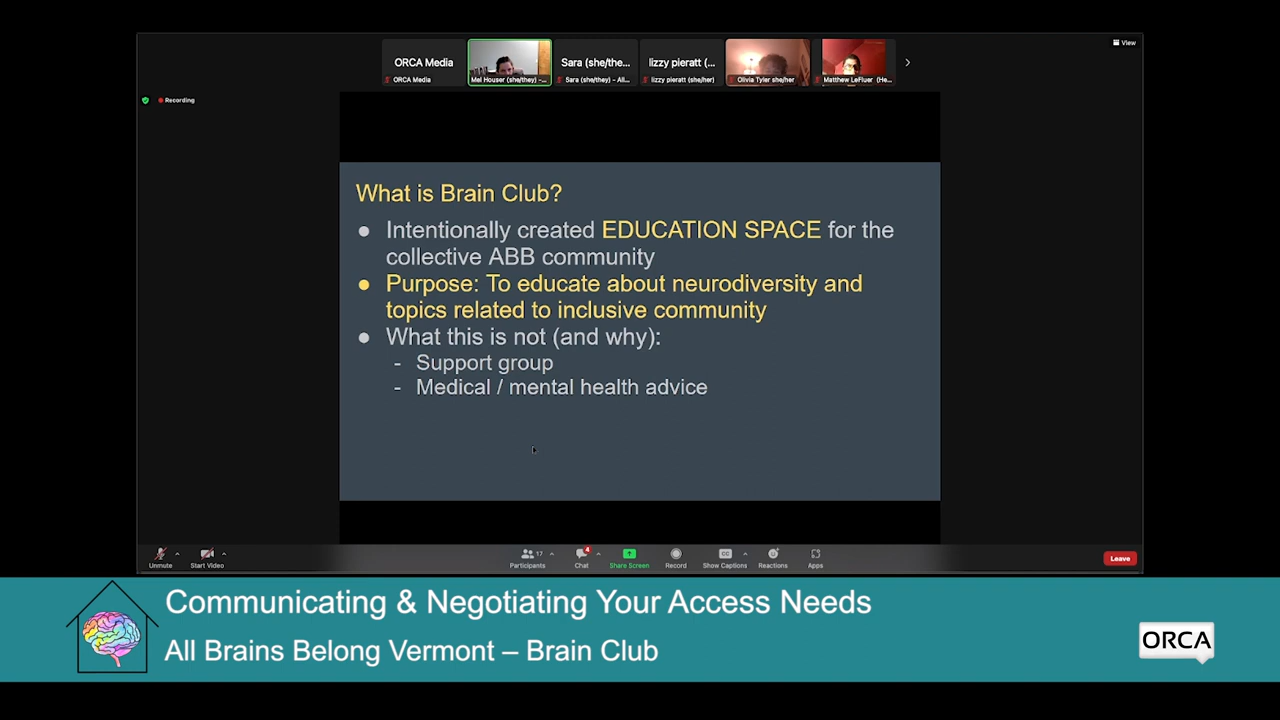 View
ORCA Media
Sara (she/the...
lizzy pieratt (...
ORCA Media
Mel Houser (she/they) -...
Sara (she/they) - All...
lizzy pieratt (she/her)
Olivia Tyler she/her
Matthew LeFluer (He...
Recording
What is Brain Club?
● Intentionally created EDUCATION SPACE for the
collective ABB community
● Purpose: To educate about neurodiversity and
topics related to inclusive community
● What this is not (and why):
- Support group
- Medical / mental health advice
17
4
CC
Unmute
Start Video
Participants
Chat
Share Screen
Record
Show Captions
Reactions
Apps
Leave
Communicating & Negotiating Your Access Needs
All Brains Belong Vermont – Brain Club
ORCA